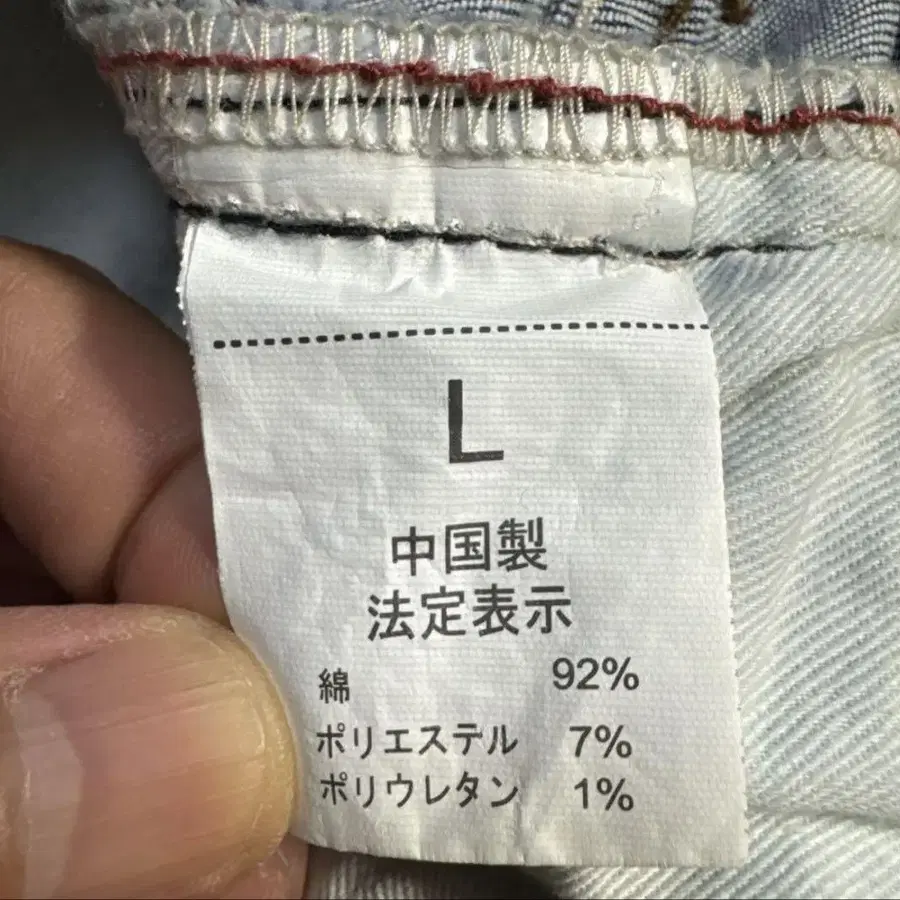 L
中国製
法定表示
綿 92%
ポリエステル 7%
ポリウレタン 1%